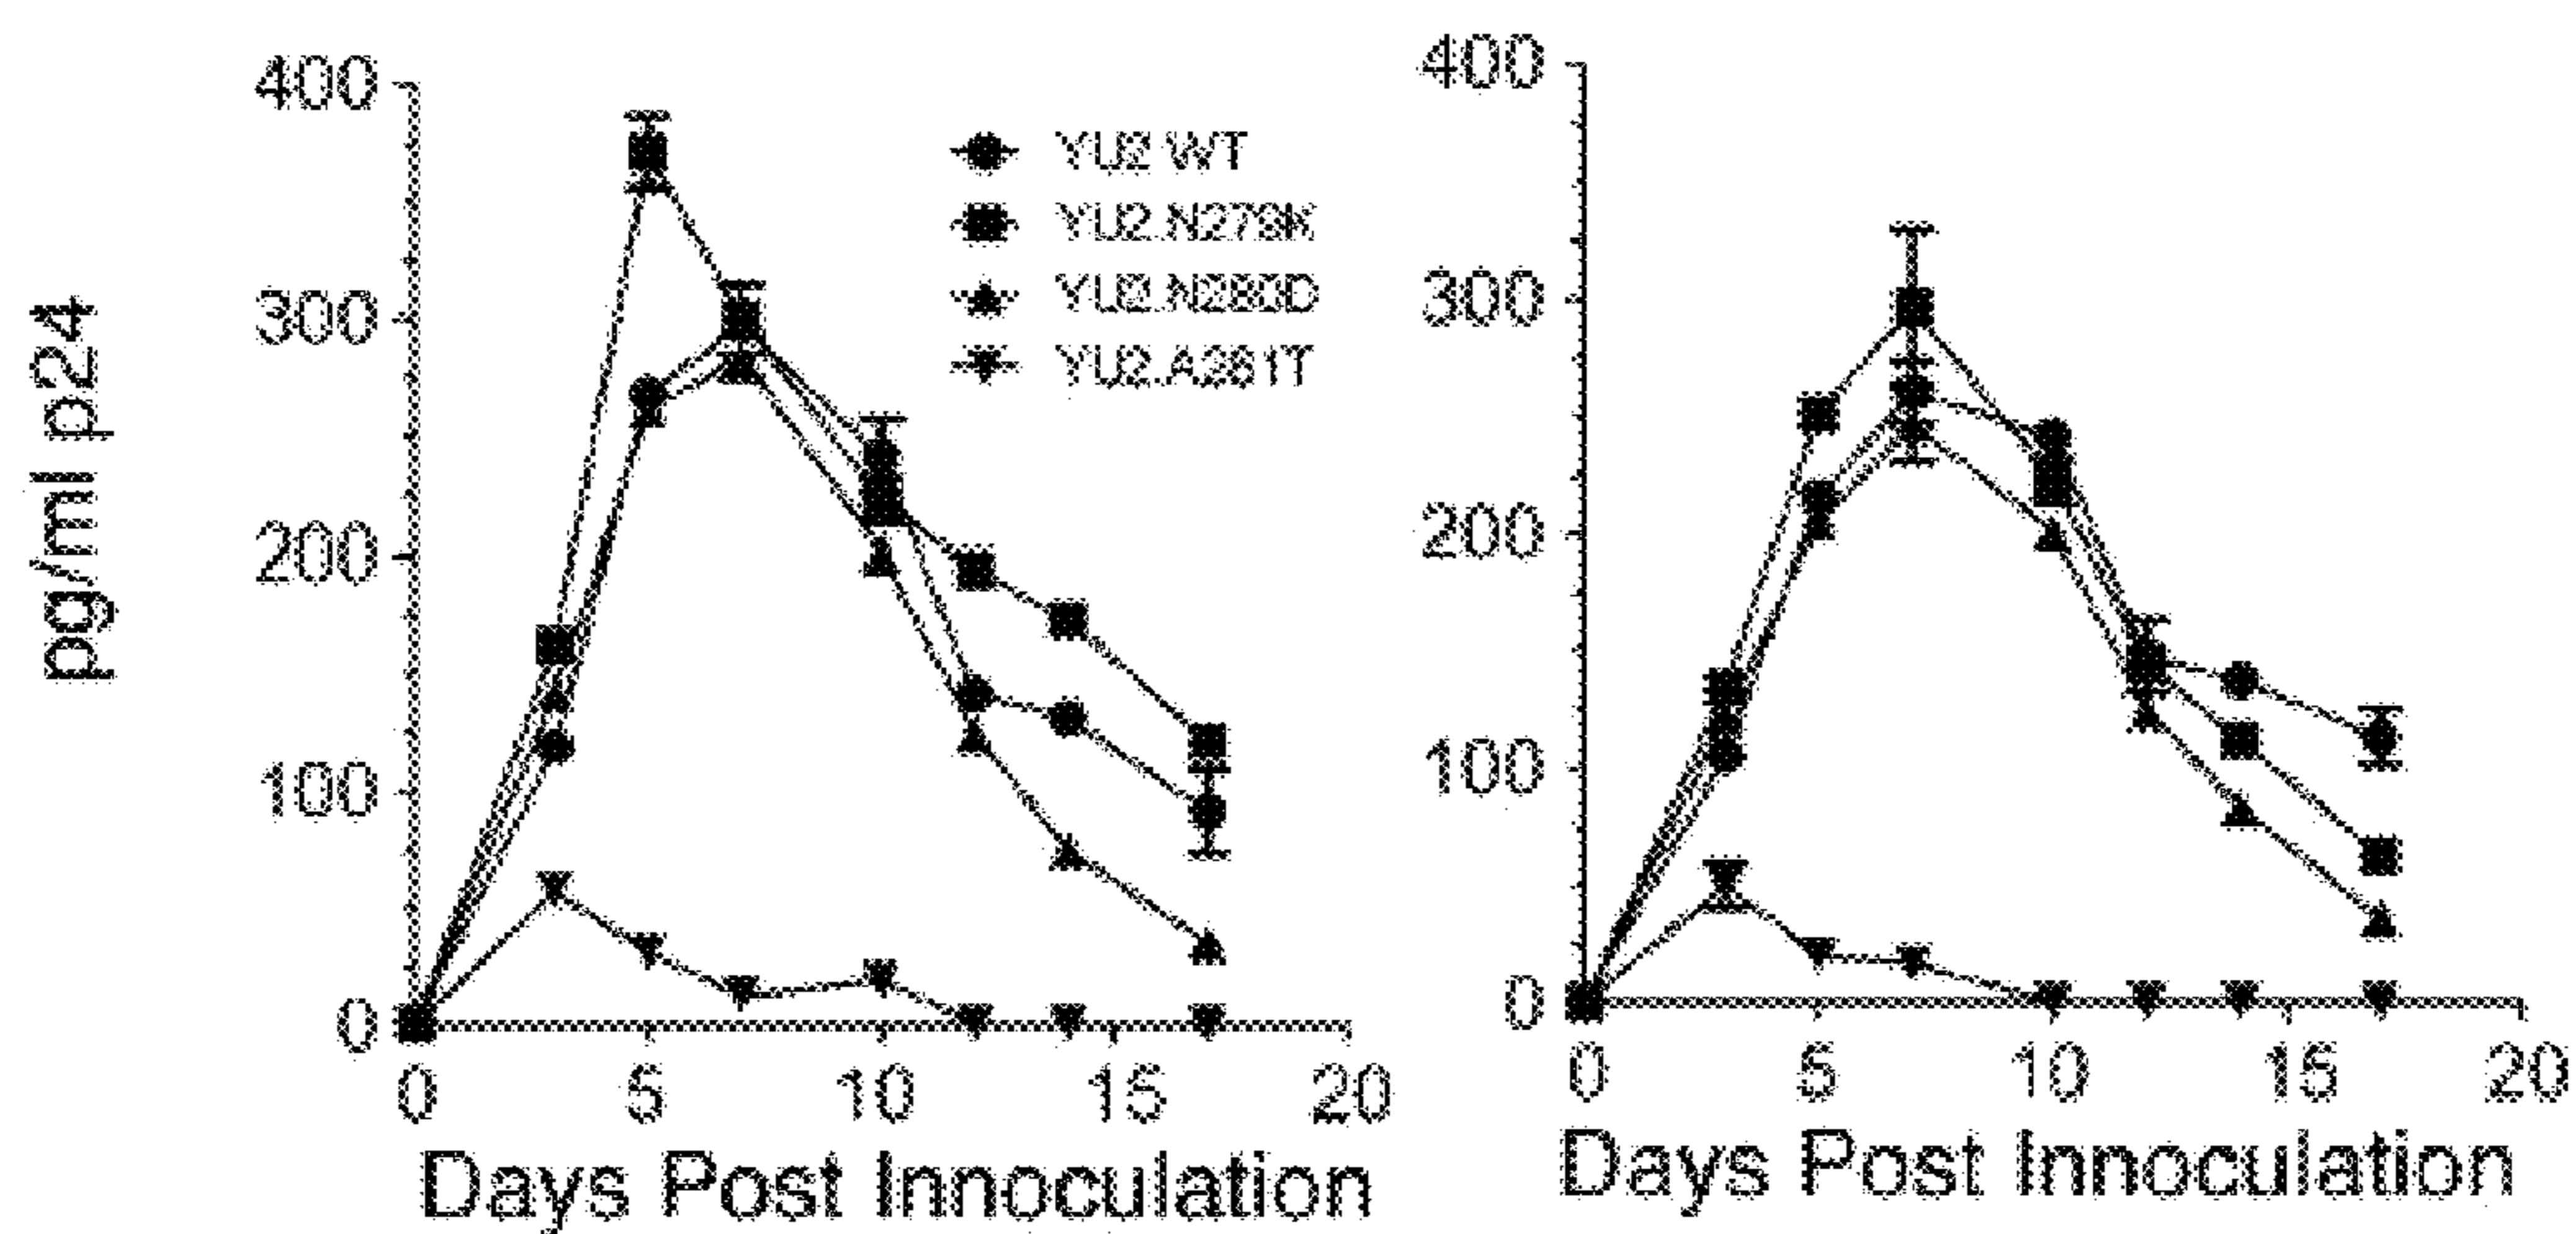 pg/ml p24
400
300
200
100
0
0 5 10 15 20
Days Post Innoculation
YU2 WT
YU2.N279K
YU2.N280D
YU2.A281T
400
300
200
100
0
0 5 10 15 20
Days Post Innoculation